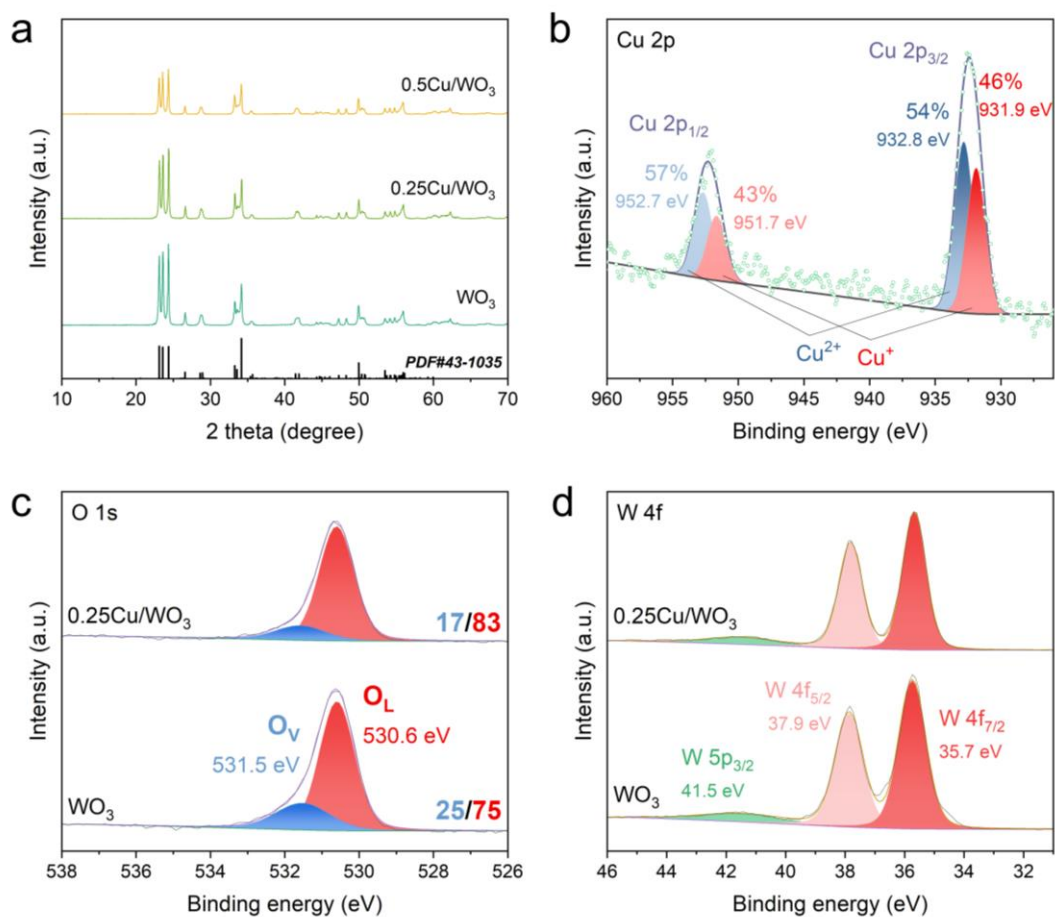 a
0.5Cu/WO₃
0.25Cu/WO₃
WO₃
PDF#43-1035
Intensity (a.u.)
10 20 30 40 50 60 70
2 theta (degree)
b
Cu 2p
Cu 2p₃/₂
46%
931.9 eV
54%
932.8 eV
Cu 2p₁/₂
57%
952.7 eV
43%
951.7 eV
Cu²⁺
Cu⁺
Intensity (a.u.)
960 955 950 945 940 935 930
Binding energy (eV)
c
O 1s
0.25Cu/WO₃
17/83
O_L
530.6 eV
O_V
531.5 eV
WO₃
25/75
Intensity (a.u.)
538 536 534 532 530 528 526
Binding energy (eV)
d
W 4f
0.25Cu/WO₃
W 4f₅/₂
37.9 eV
W 4f₇/₂
35.7 eV
W 5p₃/₂
41.5 eV
WO₃
Intensity (a.u.)
46 44 42 40 38 36 34 32
Binding energy (eV)